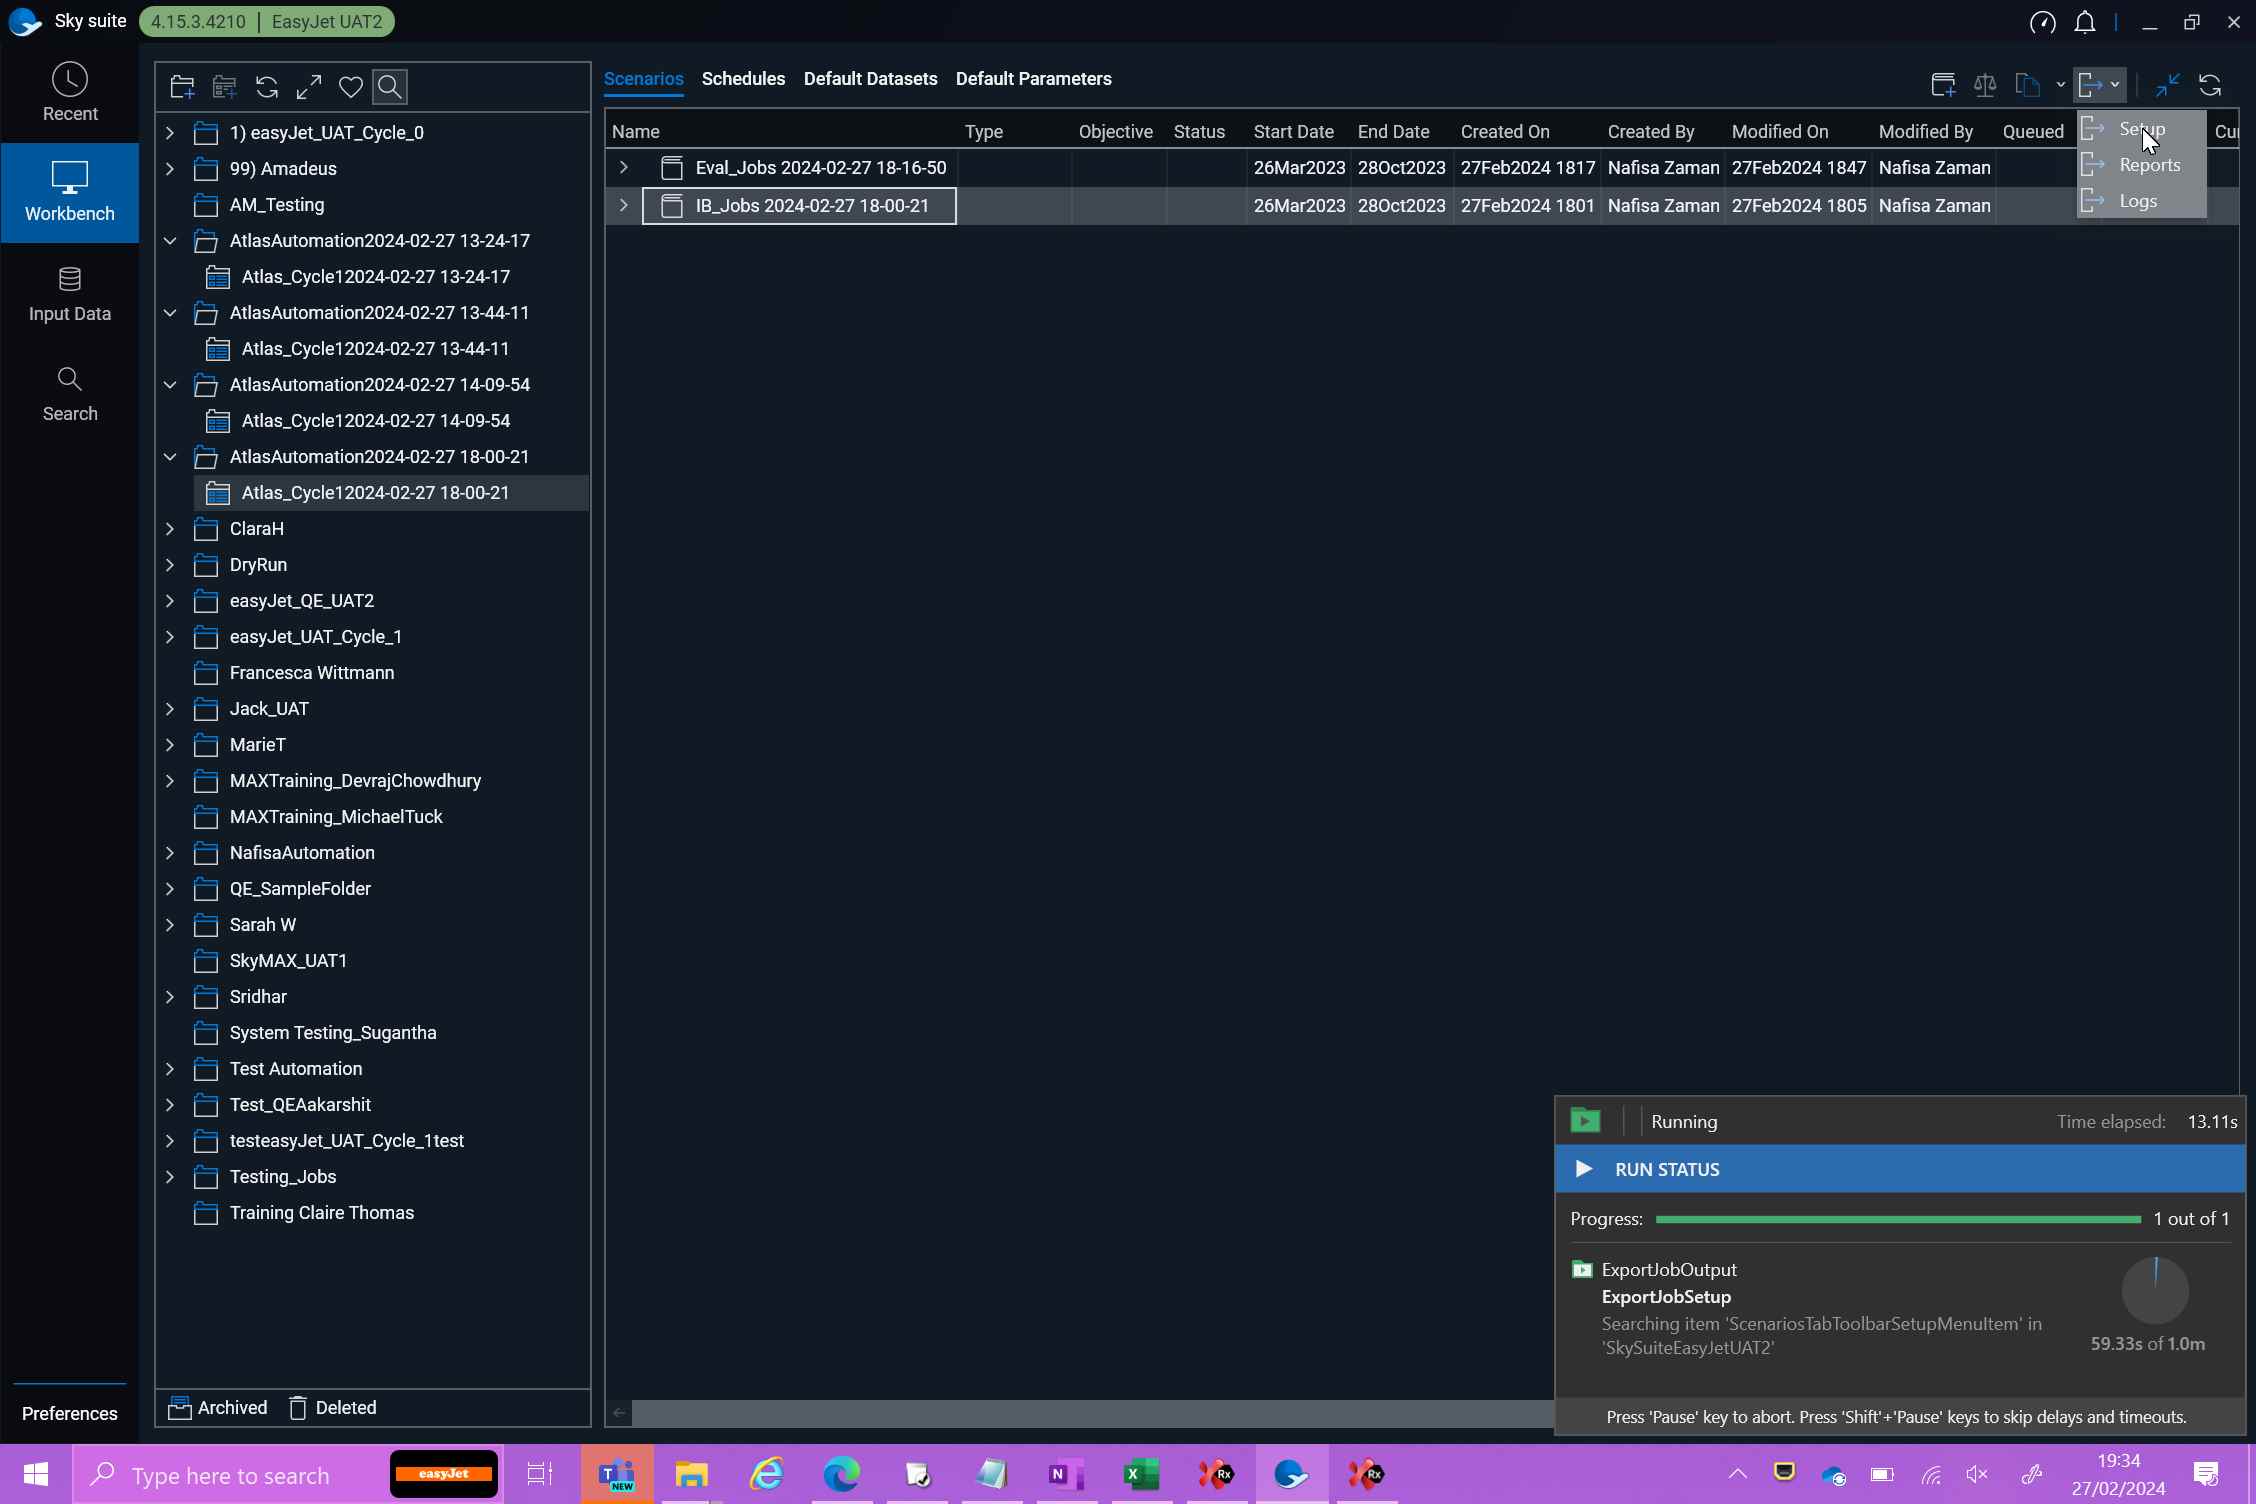 Sky suite 4.15.3.4210 | EasyJet UAT2
Recent
Workbench
Input Data
Search
Preferences
1) easyJet_UAT_Cycle_0
99) Amadeus
AM_Testing
AtlasAutomation2024-02-27 13-24-17
Atlas_Cycle12024-02-27 13-24-17
AtlasAutomation2024-02-27 13-44-11
Atlas_Cycle12024-02-27 13-44-11
AtlasAutomation2024-02-27 14-09-54
Atlas_Cycle12024-02-27 14-09-54
AtlasAutomation2024-02-27 18-00-21
Atlas_Cycle12024-02-27 18-00-21
ClaraH
DryRun
easyJet_QE_UAT2
easyJet_UAT_Cycle_1
Francesca Wittmann
Jack_UAT
MarieT
MAXTraining_DevrajChowdhury
MAXTraining_MichaelTuck
NafisaAutomation
QE_SampleFolder
Sarah W
SkyMAX_UAT1
Sridhar
System Testing_Sugantha
Test Automation
Test_QEAakarshit
testeasyJet_UAT_Cycle_1test
Testing_Jobs
Training Claire Thomas
Archived Deleted
Scenarios Schedules Default Datasets Default Parameters
Name Type Objective Status Start Date End Date Created On Created By Modified On Modified By Queued Cu
Eval_Jobs 2024-02-27 18-16-50 26Mar2023 28Oct2023 27Feb2024 1817 Nafisa Zaman 27Feb2024 1847 Nafisa Zaman
IB_Jobs 2024-02-27 18-00-21 26Mar2023 28Oct2023 27Feb2024 1801 Nafisa Zaman 27Feb2024 1805 Nafisa Zaman
Setup
Reports
Logs
Running Time elapsed: 13.11s
RUN STATUS
Progress: 1 out of 1
ExportJobOutput
ExportJobSetup
Searching item 'ScenariosTabToolbarSetupMenuItem' in
'SkySuiteEasyJetUAT2'
59.33s of 1.0m
Press 'Pause' key to abort. Press 'Shift'+'Pause' keys to skip delays and timeouts.
Type here to search
easyJet
T NEW
N
X
Rx
Rx
19:34
27/02/2024